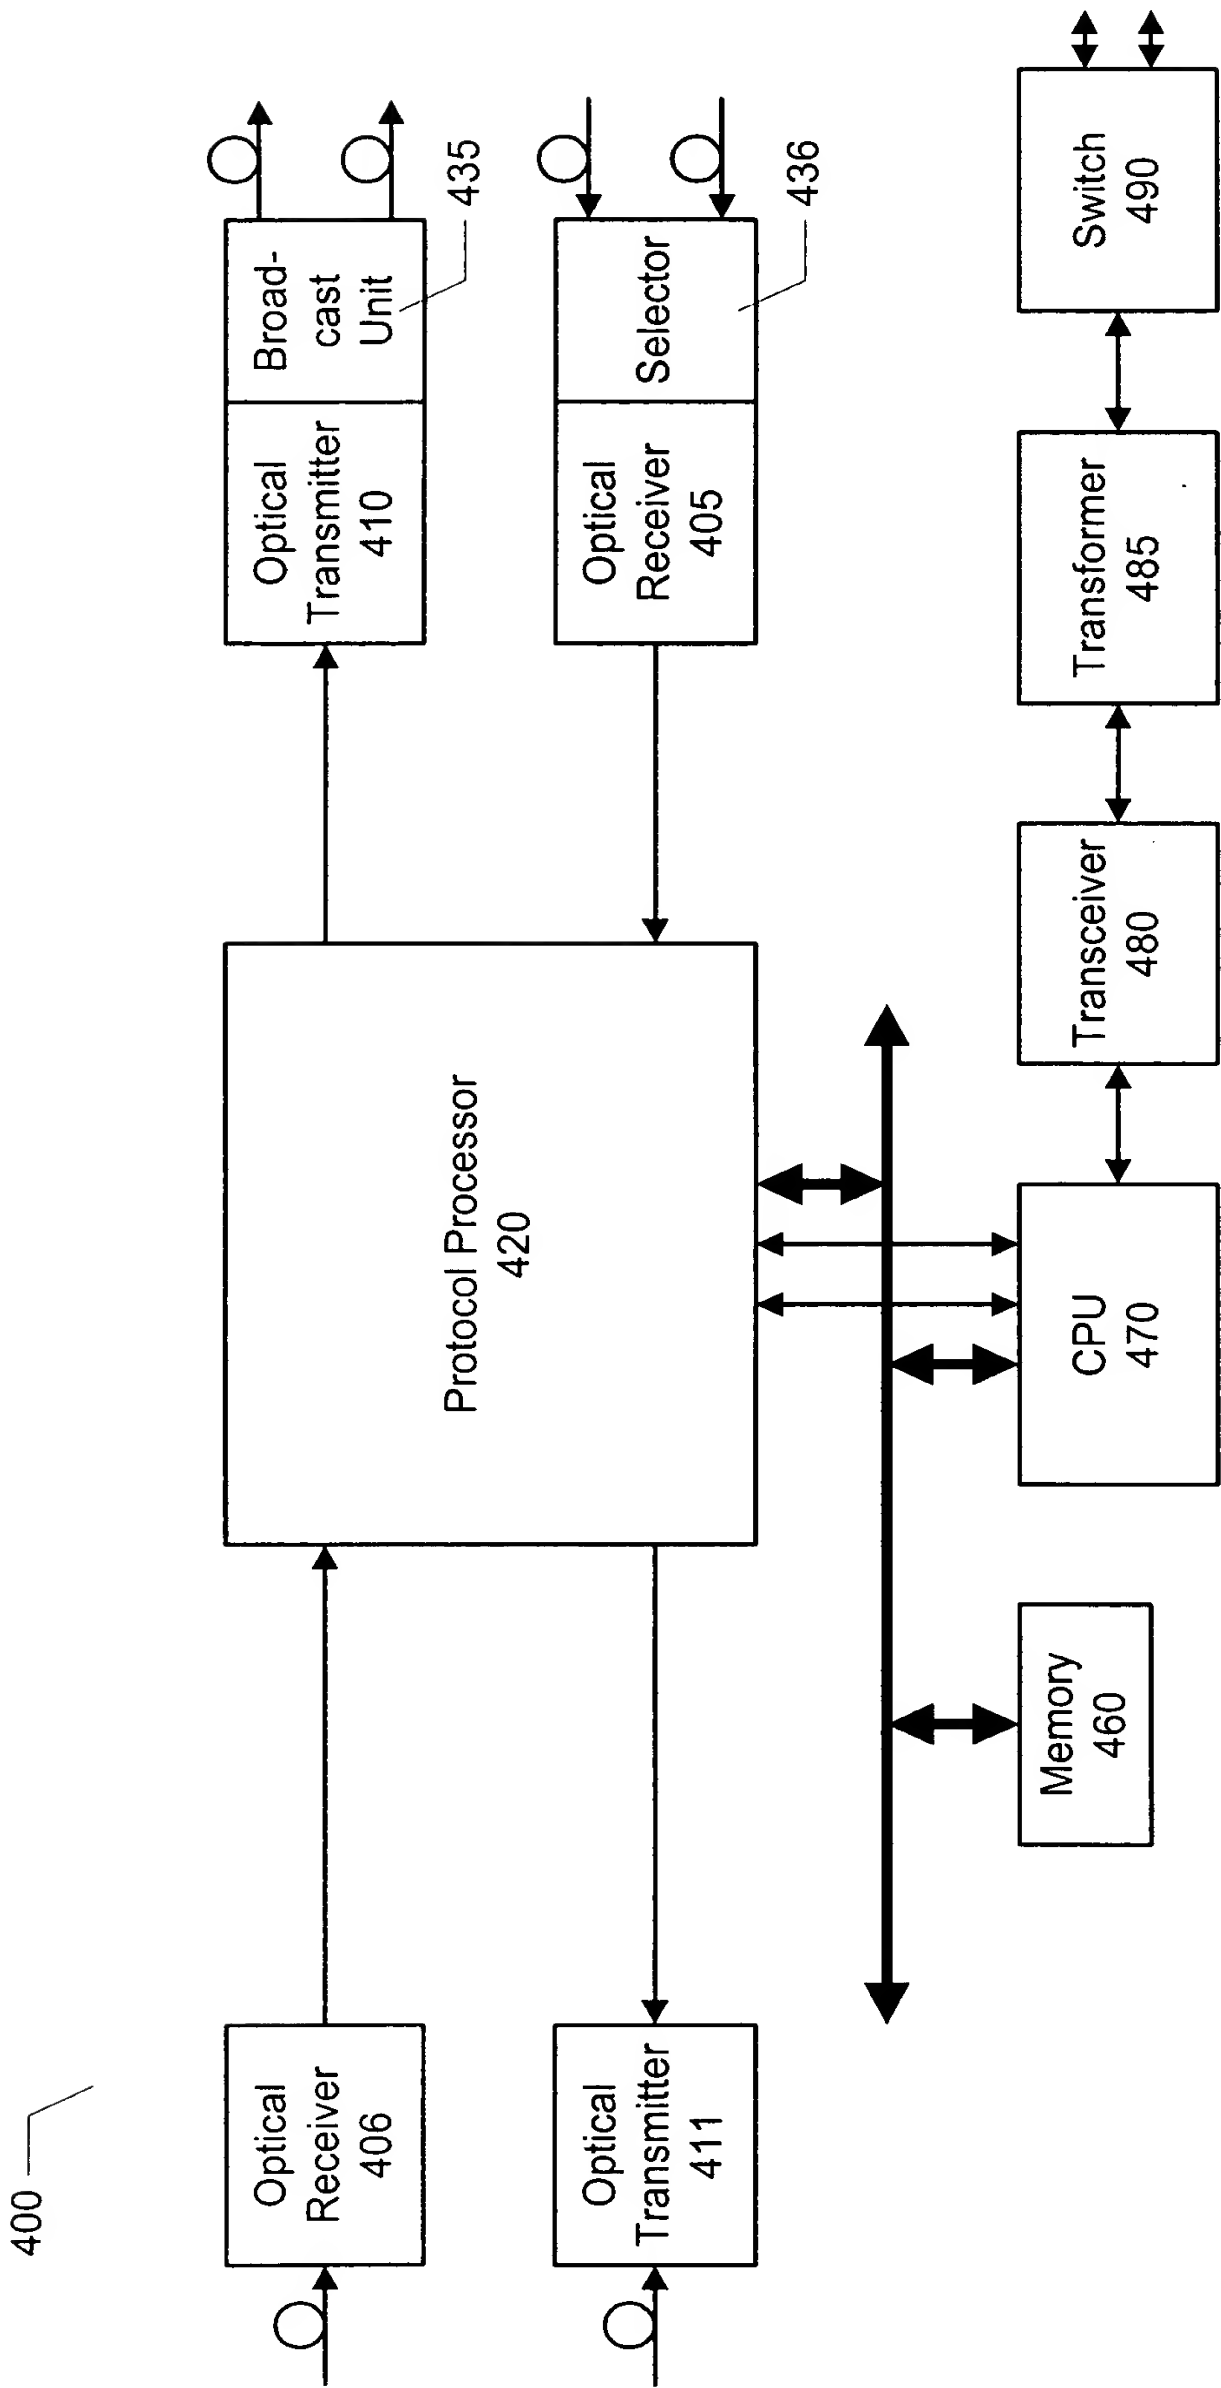 400
Optical
Receiver
406
Optical
Transmitter
411
Protocol Processor
420
Optical
Transmitter
410
Broad-
cast
Unit
435
Optical
Receiver
405
Selector
436
Memory
460
CPU
470
Transceiver
480
Transformer
485
Switch
490